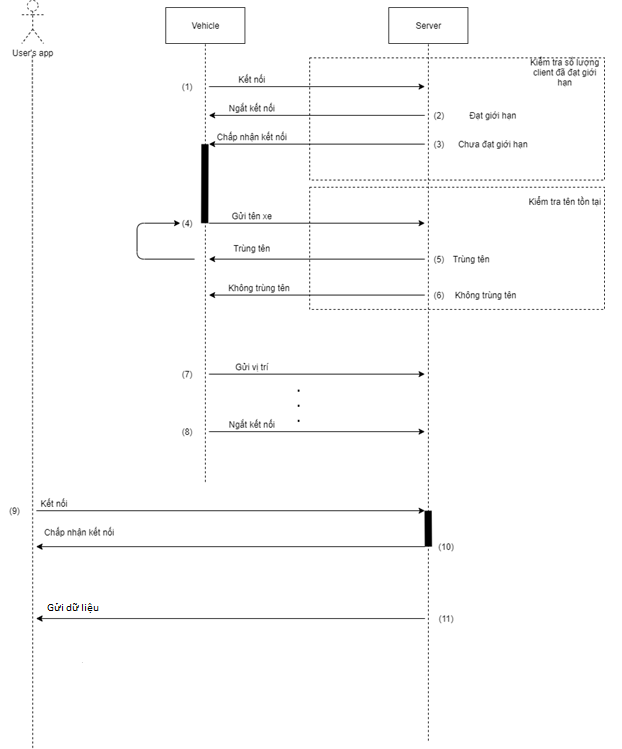 User's app
Vehicle
Server
Kiểm tra số lượng
client đã đạt giới
hạn
(1)
Kết nối
Ngắt kết nối
(2)
Đạt giới hạn
Chấp nhận kết nối
(3)
Chưa đạt giới hạn
Kiểm tra tên tồn tại
(4)
Gửi tên xe
Trùng tên
(5)
Trùng tên
Không trùng tên
(6)
Không trùng tên
(7)
Gửi vị trí
(8)
Ngắt kết nối
(9)
Kết nối
Chấp nhận kết nối
(10)
Gửi dữ liệu
(11)